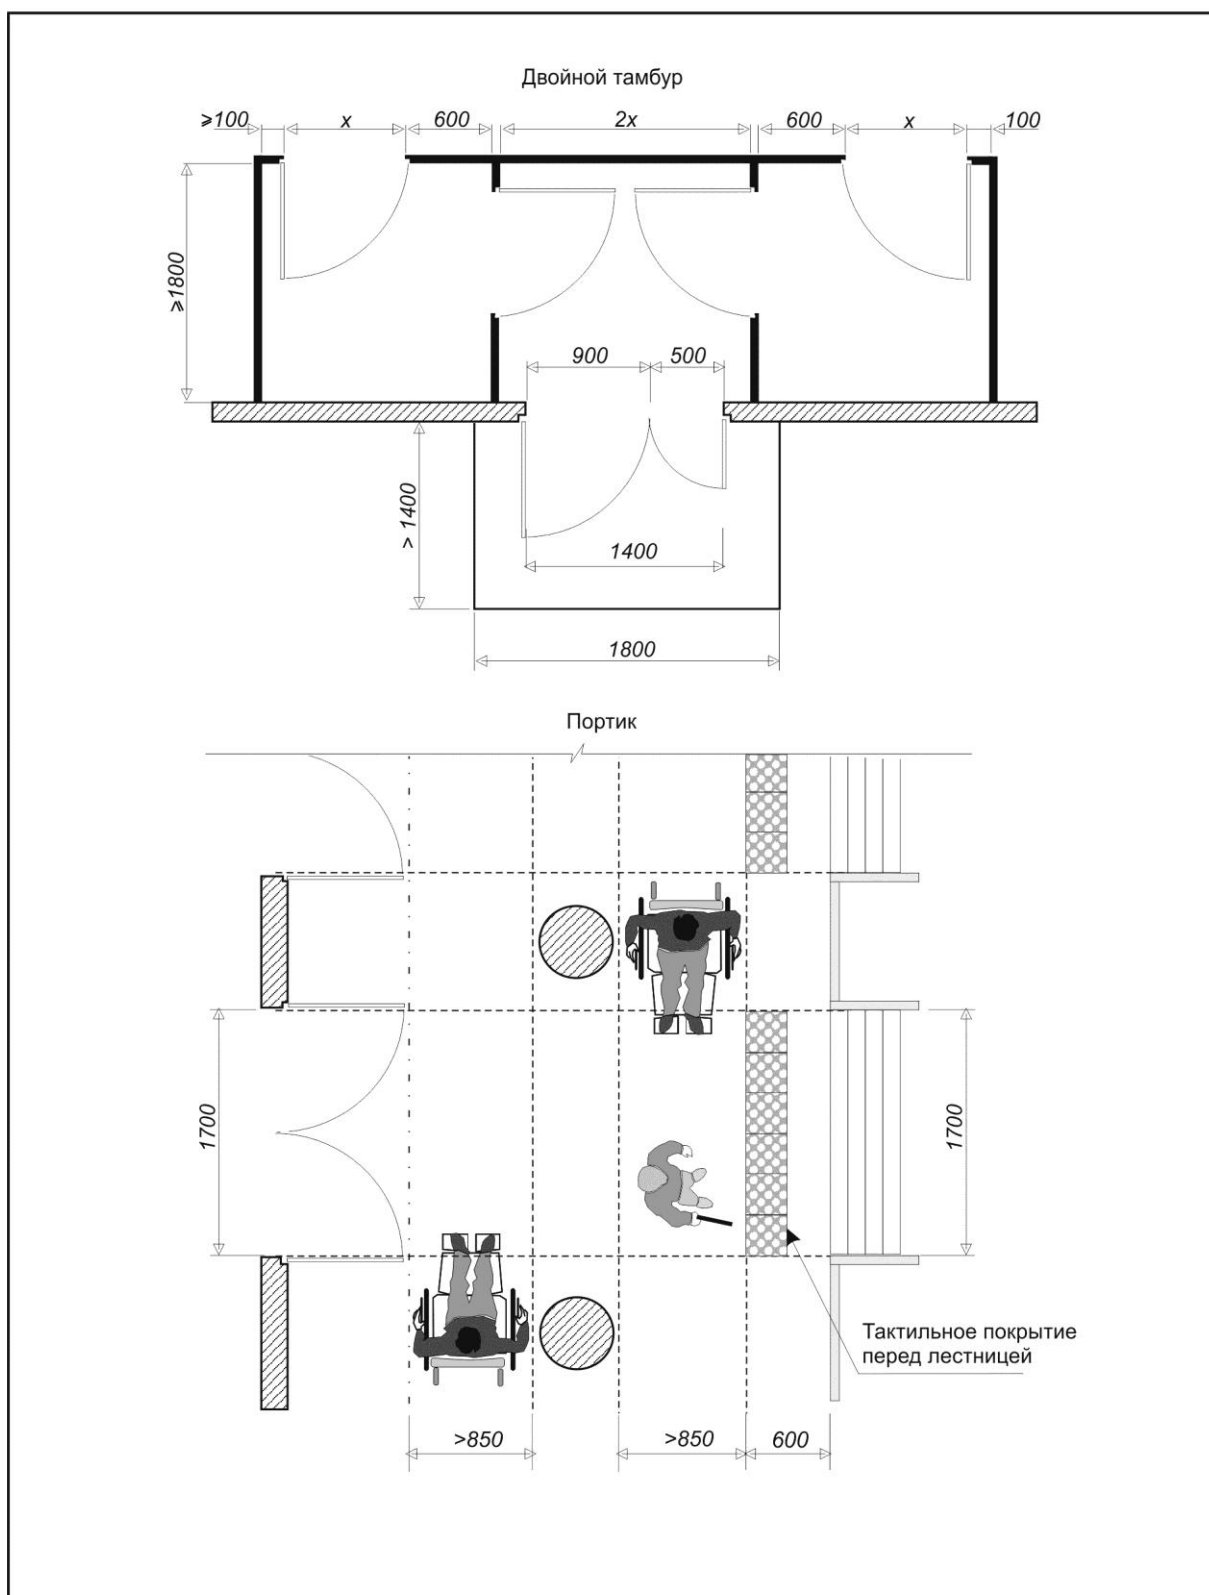 Двойной тамбур
⩾100 x 600 2x 600 x 100
⩾1800
900 500
> 1400
1400
1800
Портик
1700
1700
Тактильное покрытие
перед лестницей
>850 >850 600